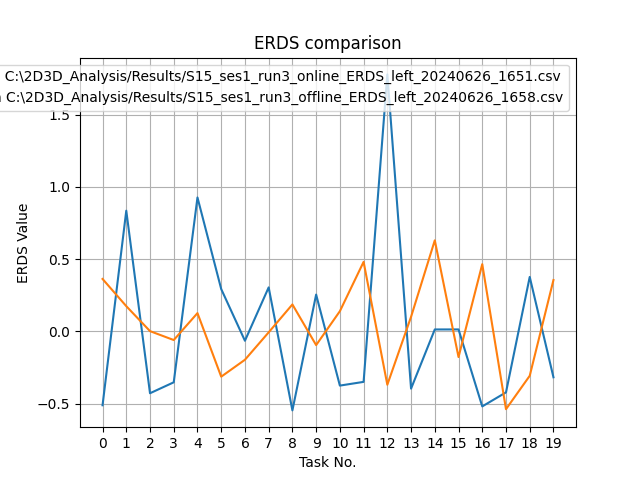 ERDS comparison
C:\2D3D_Analysis/Results/S15_ses1_run3_online_ERDS_left_20240626_1651.csv
C:\2D3D_Analysis/Results/S15_ses1_run3_offline_ERDS_left_20240626_1658.csv
1.5
1.0
0.5
0.0
−0.5
ERDS Value
0 1 2 3 4 5 6 7 8 9 10 11 12 13 14 15 16 17 18 19
Task No.